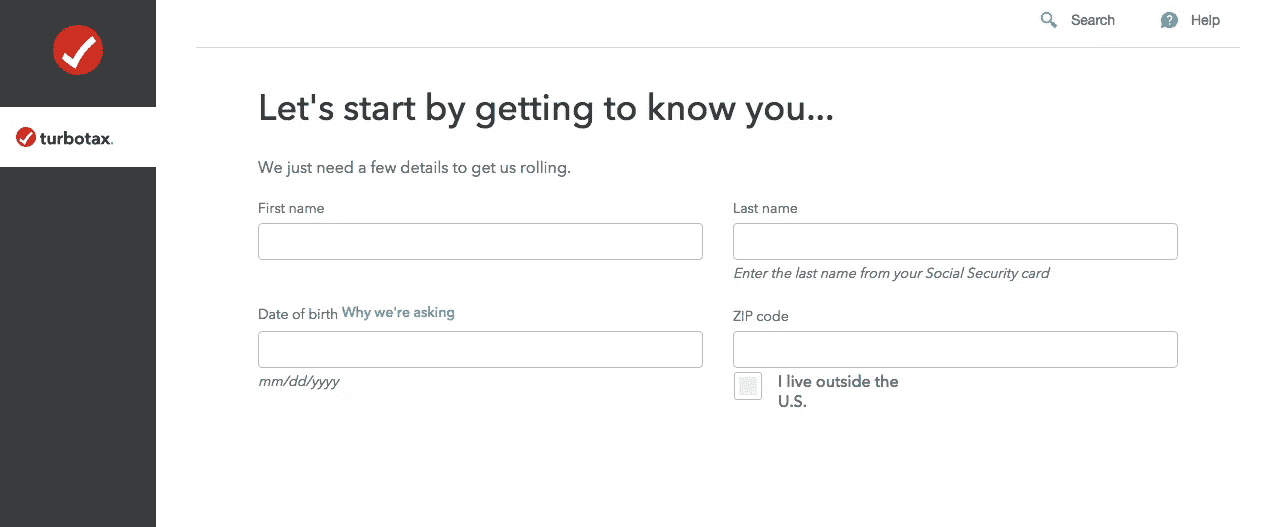 Search
Help
turbotax.
Let's start by getting to know you...
We just need a few details to get us rolling.
First name
Last name
Enter the last name from your Social Security card
Date of birth Why we're asking
ZIP code
mm/dd/yyyy
I live outside the
U.S.